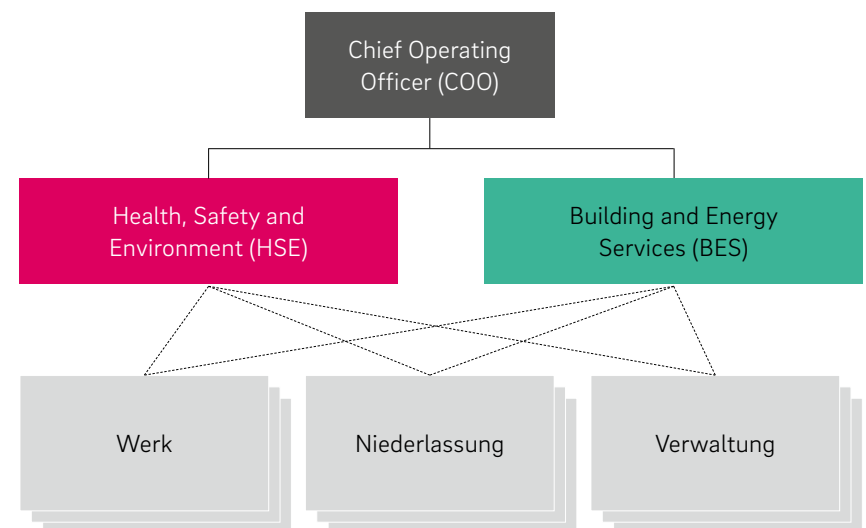 Chief Operating
Officer (COO)
Health, Safety and
Environment (HSE)
Building and Energy
Services (BES)
Werk
Niederlassung
Verwaltung